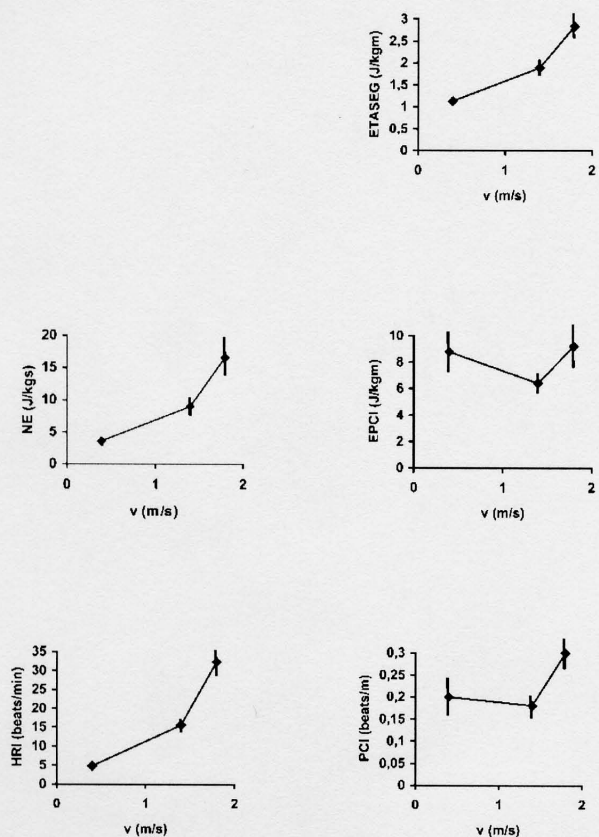 ETASEG (J/kgm)
3
2,5
2
1,5
1
0,5
0
0 1 2
v (m/s)
NE (J/kgs)
20
15
10
5
0
0 1 2
v (m/s)
EPCI (J/kgm)
10
8
6
4
2
0
0 1 2
v (m/s)
HRI (beats/min)
35
30
25
20
15
10
5
0
0 1 2
v (m/s)
PCI (beats/m)
0,3
0,25
0,2
0,15
0,1
0,05
0
0 1 2
v (m/s)